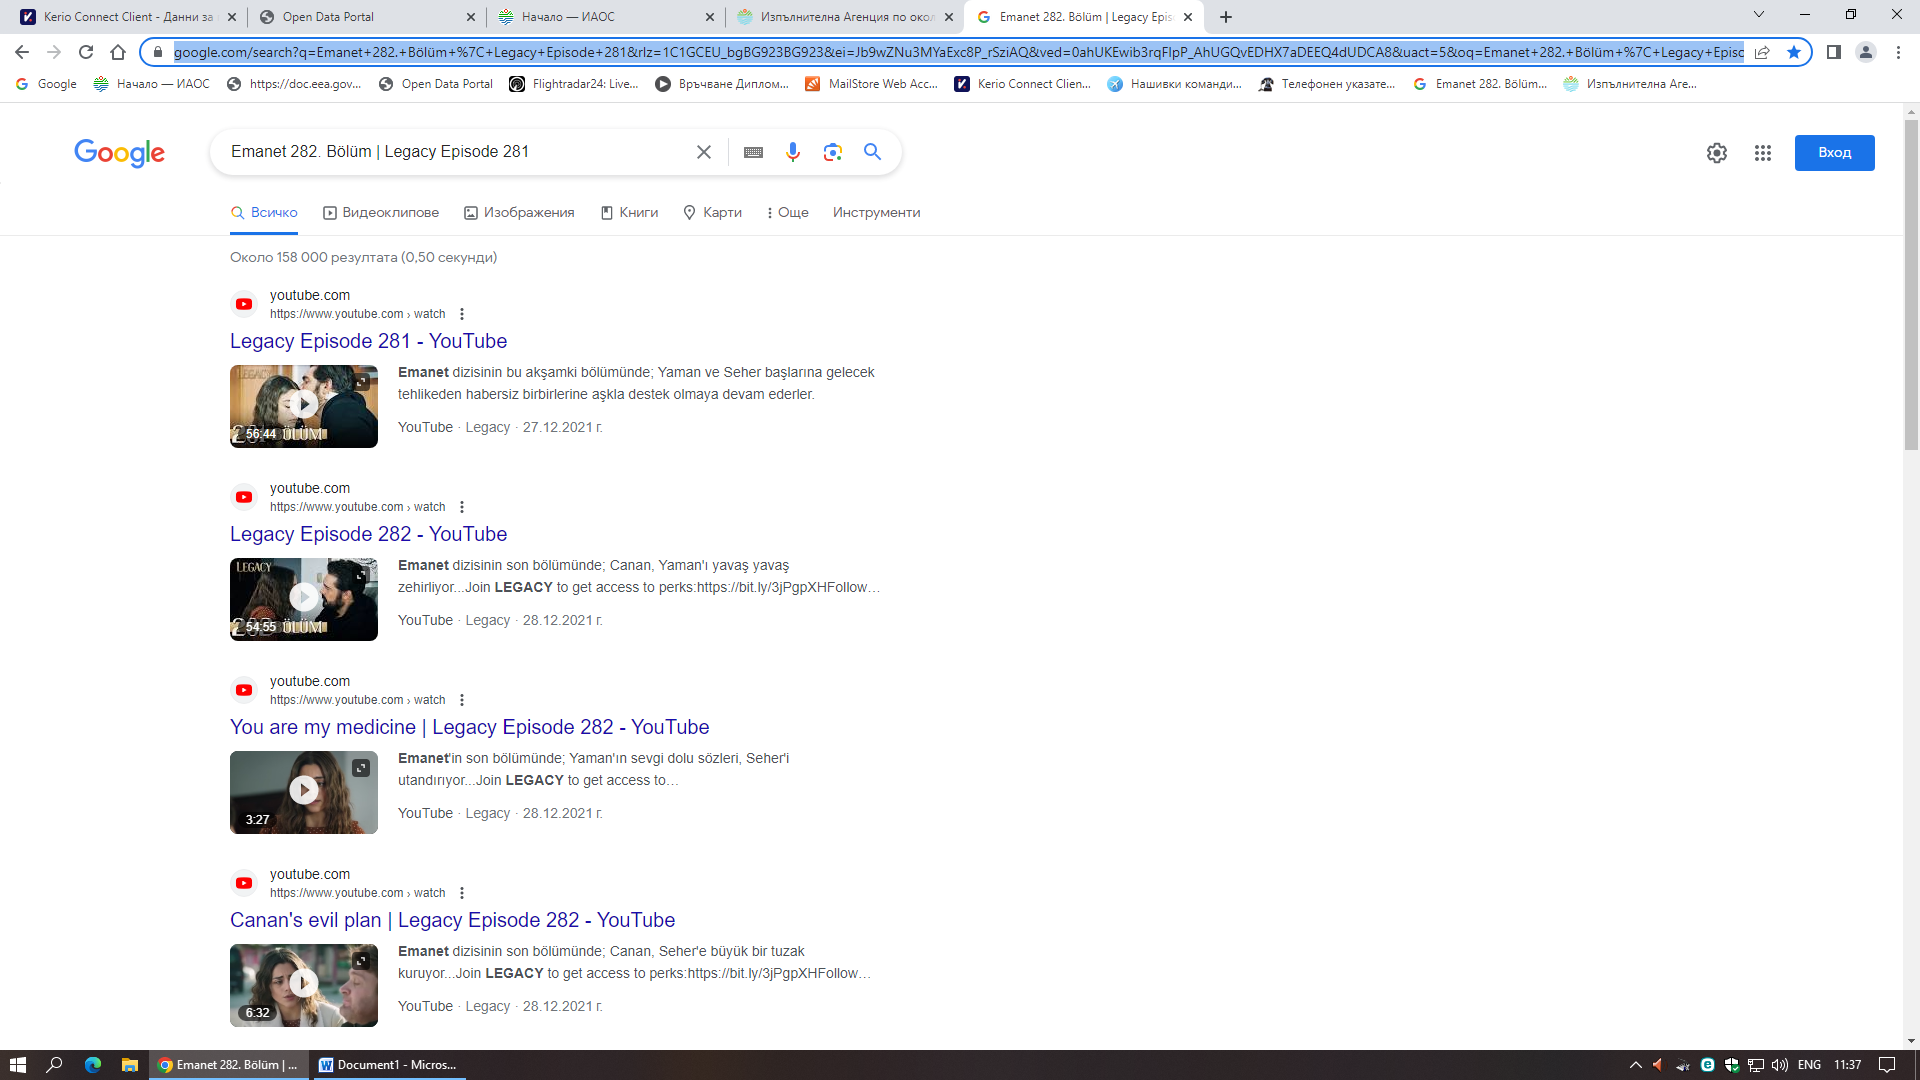 Kerio Connect Client - Данни за
Open Data Portal
Начало — ИАОС
Изпълнителна Агенция по окол
Emanet 282. Bölüm | Legacy Epis
google.com/search?q=Emanet+282.+Bölüm+%7C+Legacy+Episode+281&rlz=1C1GCEU_bgBG923BG923&ei=Jb9wZNu3MYaExc8P_rSziAQ&ved=0ahUKEwib3rqFlpP_AhUGQvEDHX7aDEEQ4dUDCA8&uact=5&oq=Emanet+282.+Bölüm+%7C+Legacy+Episo
Google
Начало — ИАОС
https://doc.eea.gov...
Open Data Portal
Flightradar24: Live...
Връчване Диплом...
MailStore Web Acc...
Kerio Connect Clien...
Нашивки команди...
Телефонен указате...
Emanet 282. Bölüm...
Изпълнителна Аге...
Google
Emanet 282. Bölüm | Legacy Episode 281
Вход
Всичко
Видеоклипове
Изображения
Книги
Карти
Още
Инструменти
Около 158 000 резултата (0,50 секунди)
youtube.com
https://www.youtube.com › watch
Legacy Episode 281 - YouTube
LEGACY
56:44
ÖLÜM
Emanet dizisinin bu akşamki bölümünde; Yaman ve Seher başlarına gelecek
tehlikeden habersiz birbirlerine aşkla destek olmaya devam ederler.
YouTube · Legacy · 27.12.2021 г.
youtube.com
https://www.youtube.com › watch
Legacy Episode 282 - YouTube
LEGACY
54:55
ÖLÜM
Emanet dizisinin son bölümünde; Canan, Yaman'ı yavaş yavaş
zehirliyor...Join LEGACY to get access to perks:https://bit.ly/3jPgpXHFollow…
YouTube · Legacy · 28.12.2021 г.
youtube.com
https://www.youtube.com › watch
You are my medicine | Legacy Episode 282 - YouTube
3:27
Emanet'in son bölümünde; Yaman'ın sevgi dolu sözleri, Seher'i
utandırıyor...Join LEGACY to get access to…
YouTube · Legacy · 28.12.2021 г.
youtube.com
https://www.youtube.com › watch
Canan's evil plan | Legacy Episode 282 - YouTube
6:32
Emanet dizisinin son bölümünde; Canan, Seher'e büyük bir tuzak
kuruyor...Join LEGACY to get access to perks:https://bit.ly/3jPgpXHFollow…
YouTube · Legacy · 28.12.2021 г.
Emanet 282. Bölüm | ...
Document1 - Micros...
ENG
11:37